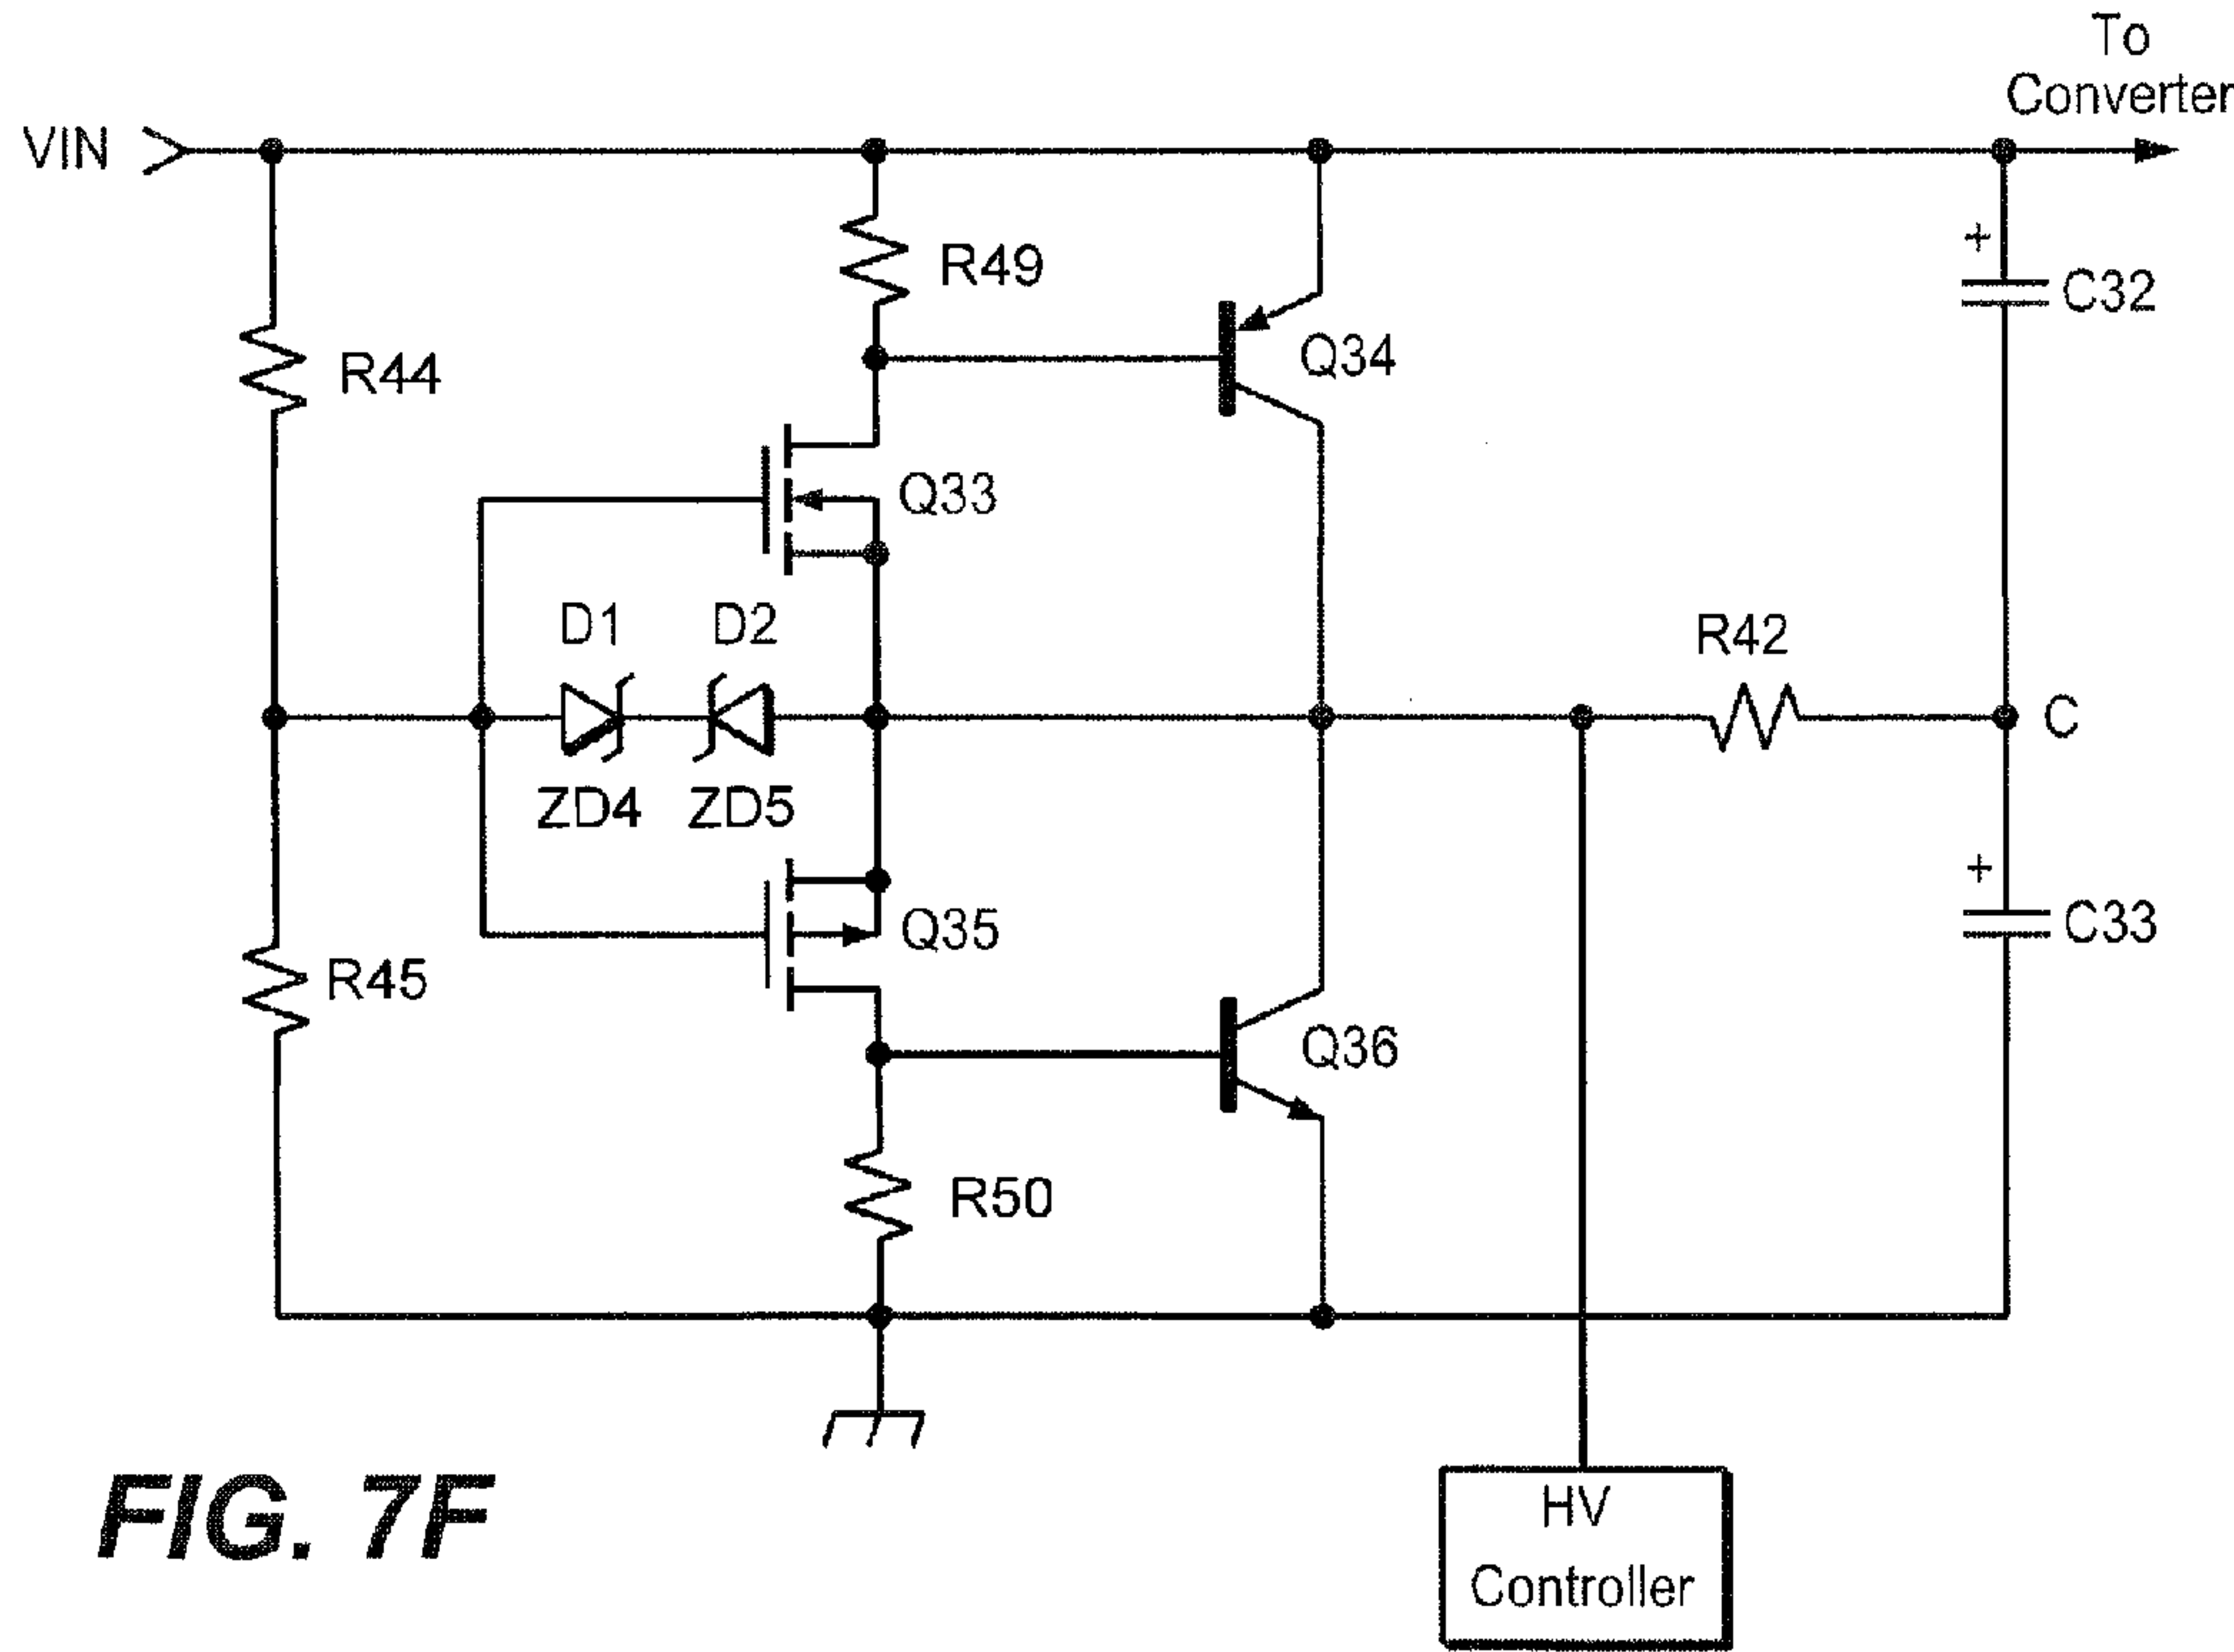 To
Converter
VIN
+
R49
C32
R44
Q34
Q33
D1
D2
R42
C
ZD4
ZD5
+
Q35
C33
R45
Q36
R50
FIG. 7F
HV
Controller